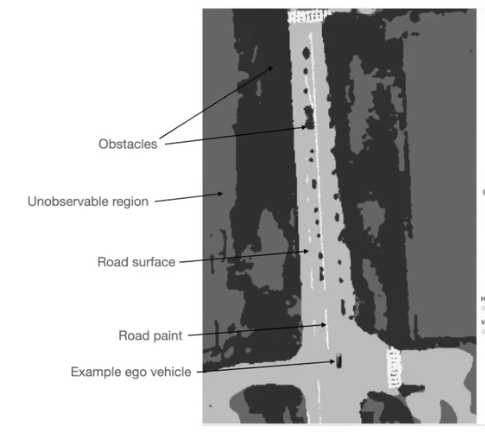 Obstacles
Unobservable region
Road surface
Road paint
Example ego vehicle